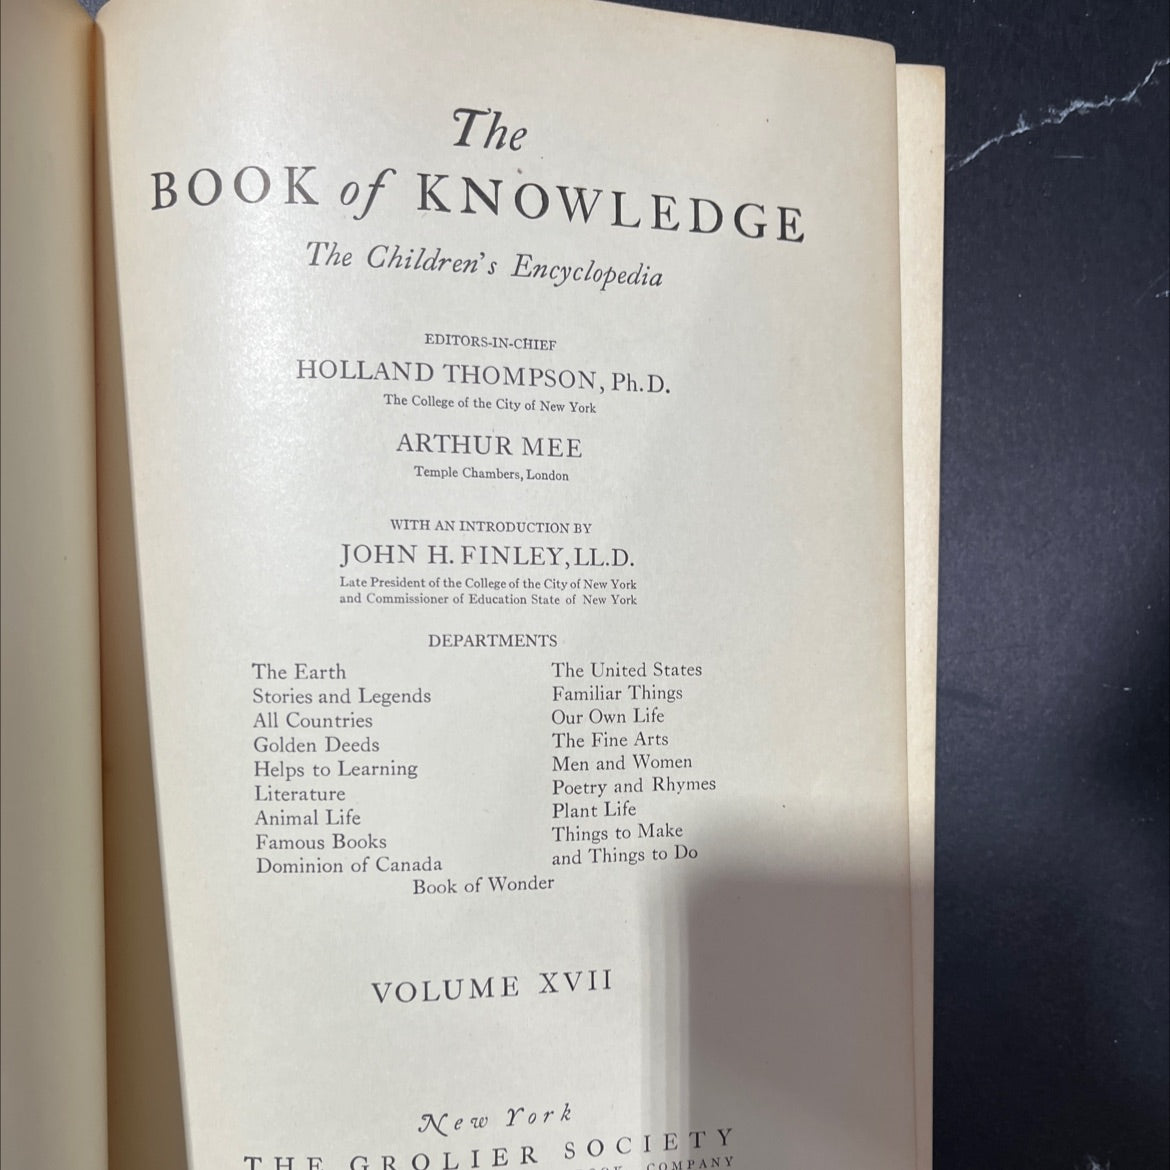 The
BOOK of KNOWLEDGE
The Children's Encyclopedia
EDITORS-IN-CHIEF
HOLLAND THOMPSON, Ph.D.
The College of the City of New York
ARTHUR MEE
Temple Chambers, London
WITH AN INTRODUCTION BY
JOHN H. FINLEY, LL.D.
Late President of the College of the City of New York
and Commissioner of Education State of New York
DEPARTMENTS
The Earth
Stories and Legends
All Countries
Golden Deeds
Helps to Learning
Literature
Animal Life
Famous Books
Dominion of Canada
The United States
Familiar Things
Our Own Life
The Fine Arts
Men and Women
Poetry and Rhymes
Plant Life
Things to Make
and Things to Do
Book of Wonder
VOLUME XVII
New York
THE GROLIER SOCIETY
COMPANY